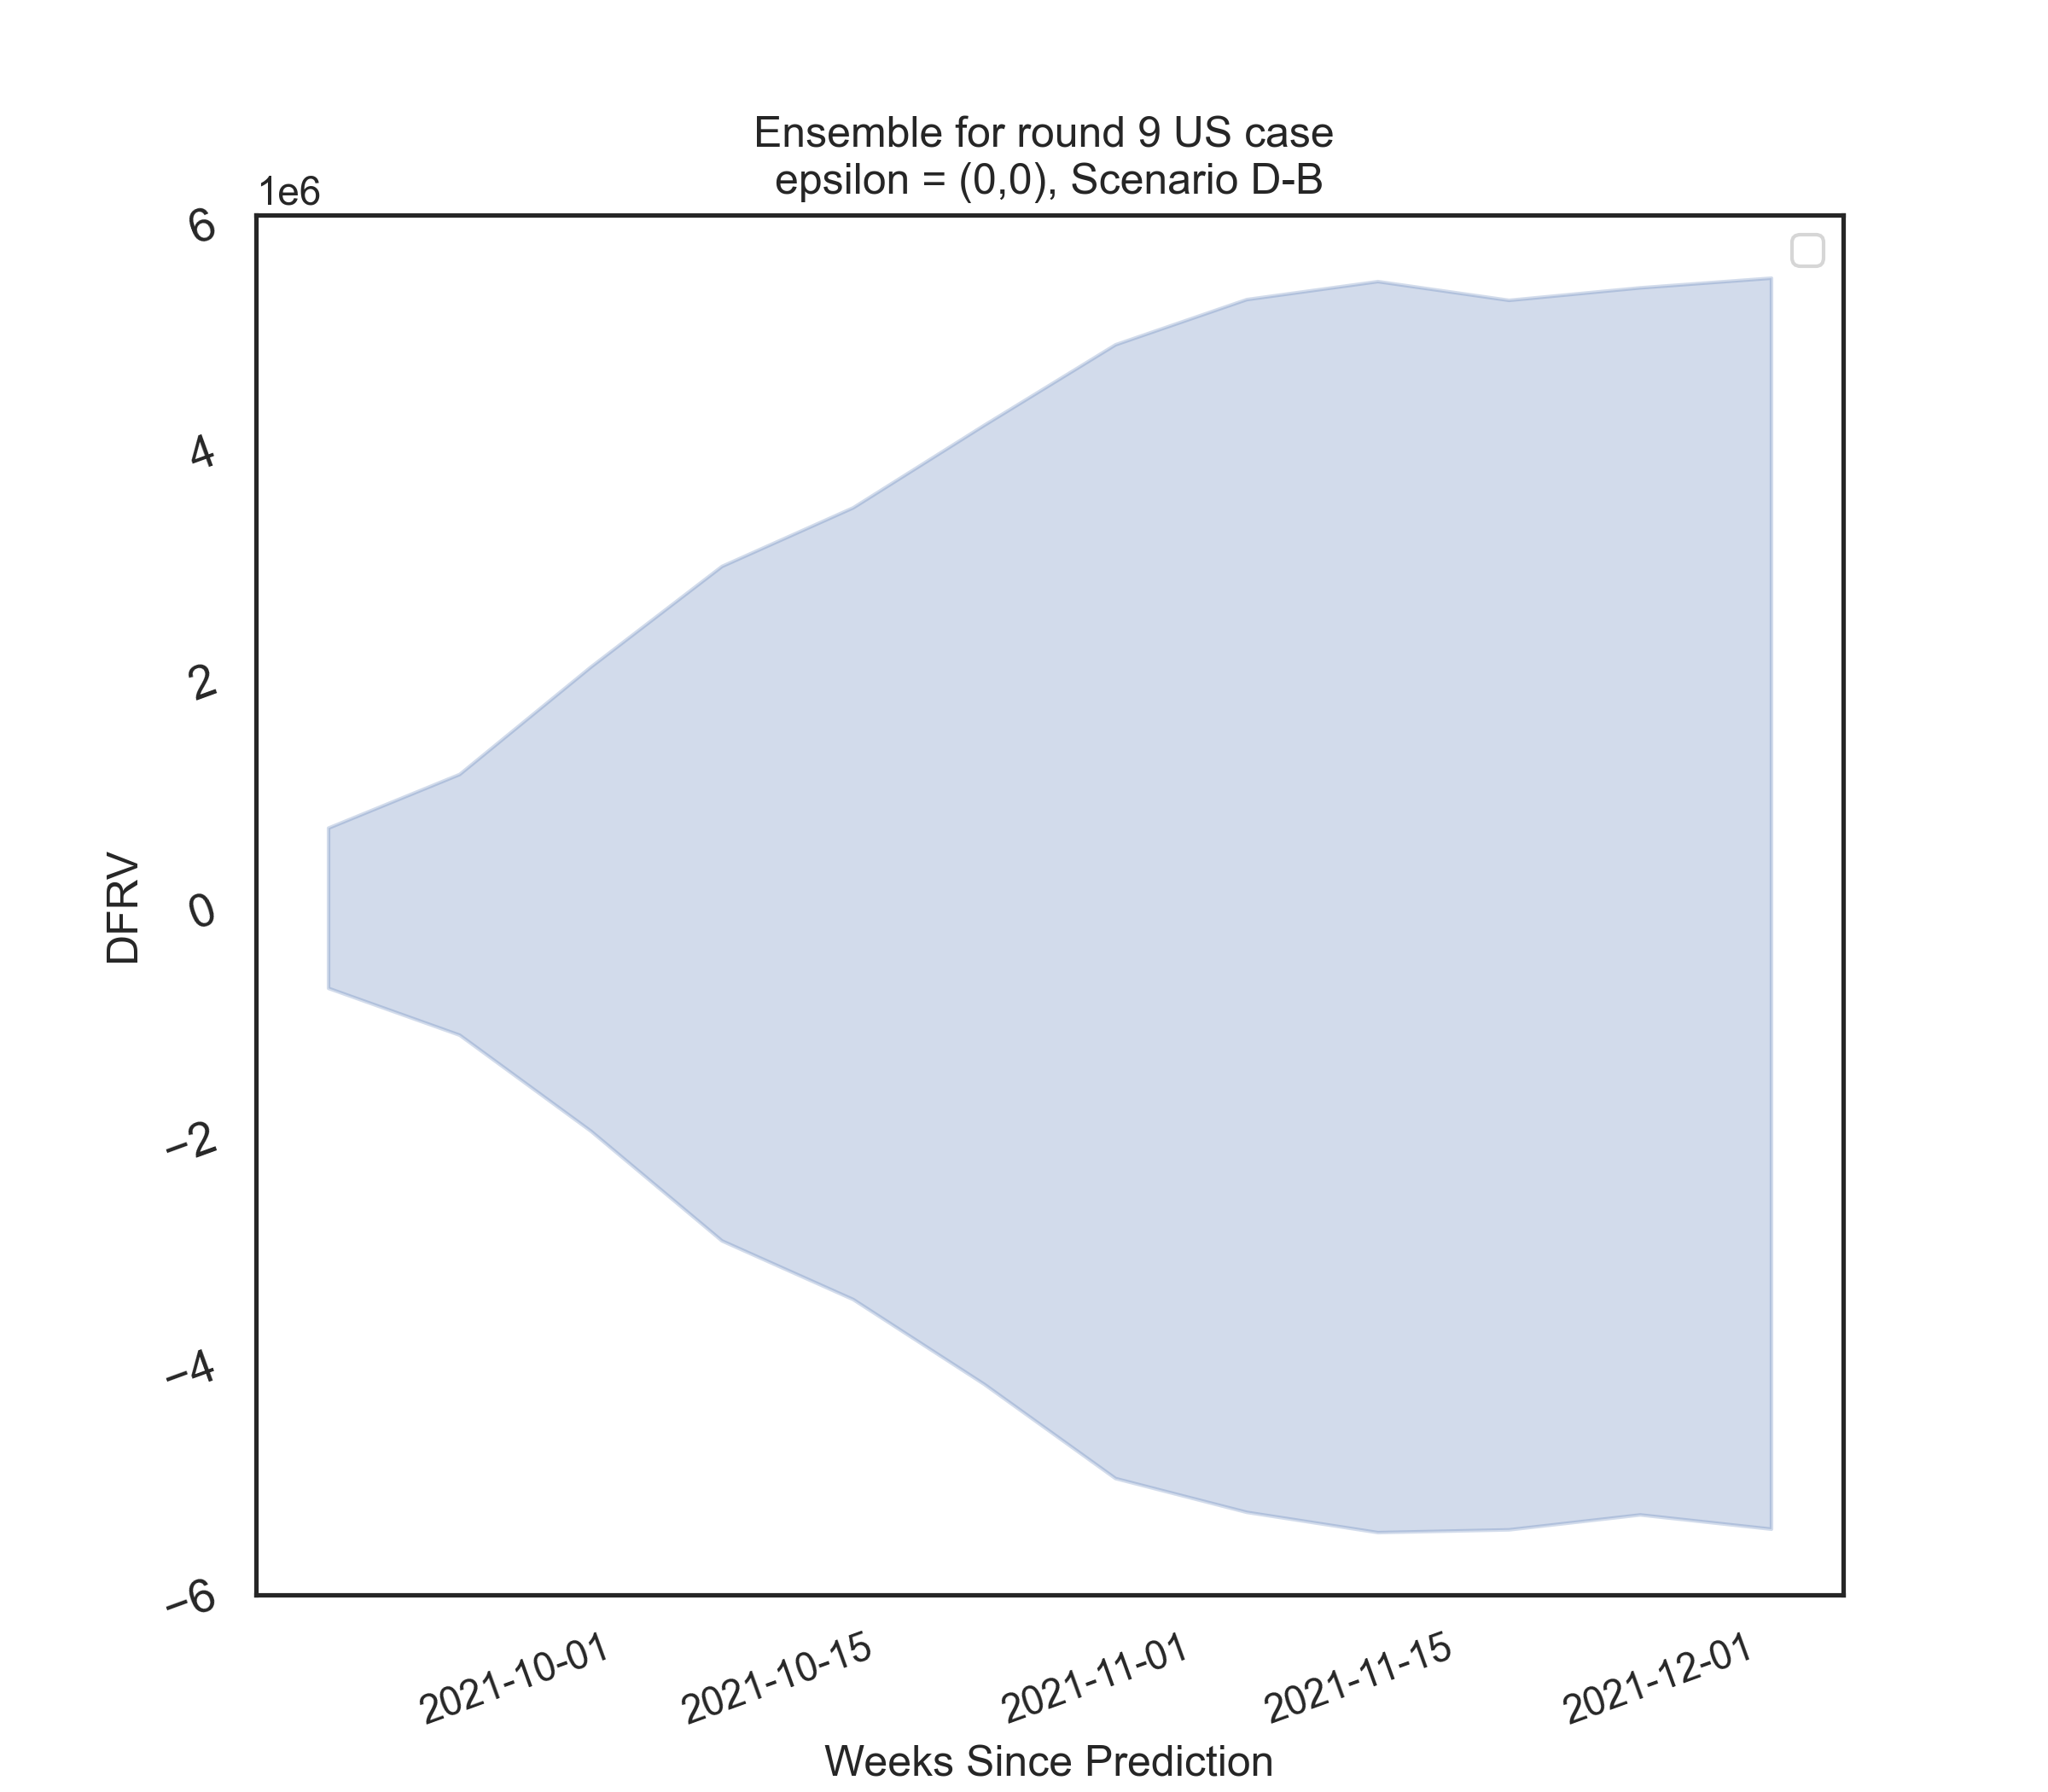 Ensemble for round 9 US case
epsilon = (0,0), Scenario D-B
1e6
6
4
2
0
−2
−4
−6
DFRV
2021-10-01
2021-10-15
2021-11-01
2021-11-15
2021-12-01
Weeks Since Prediction